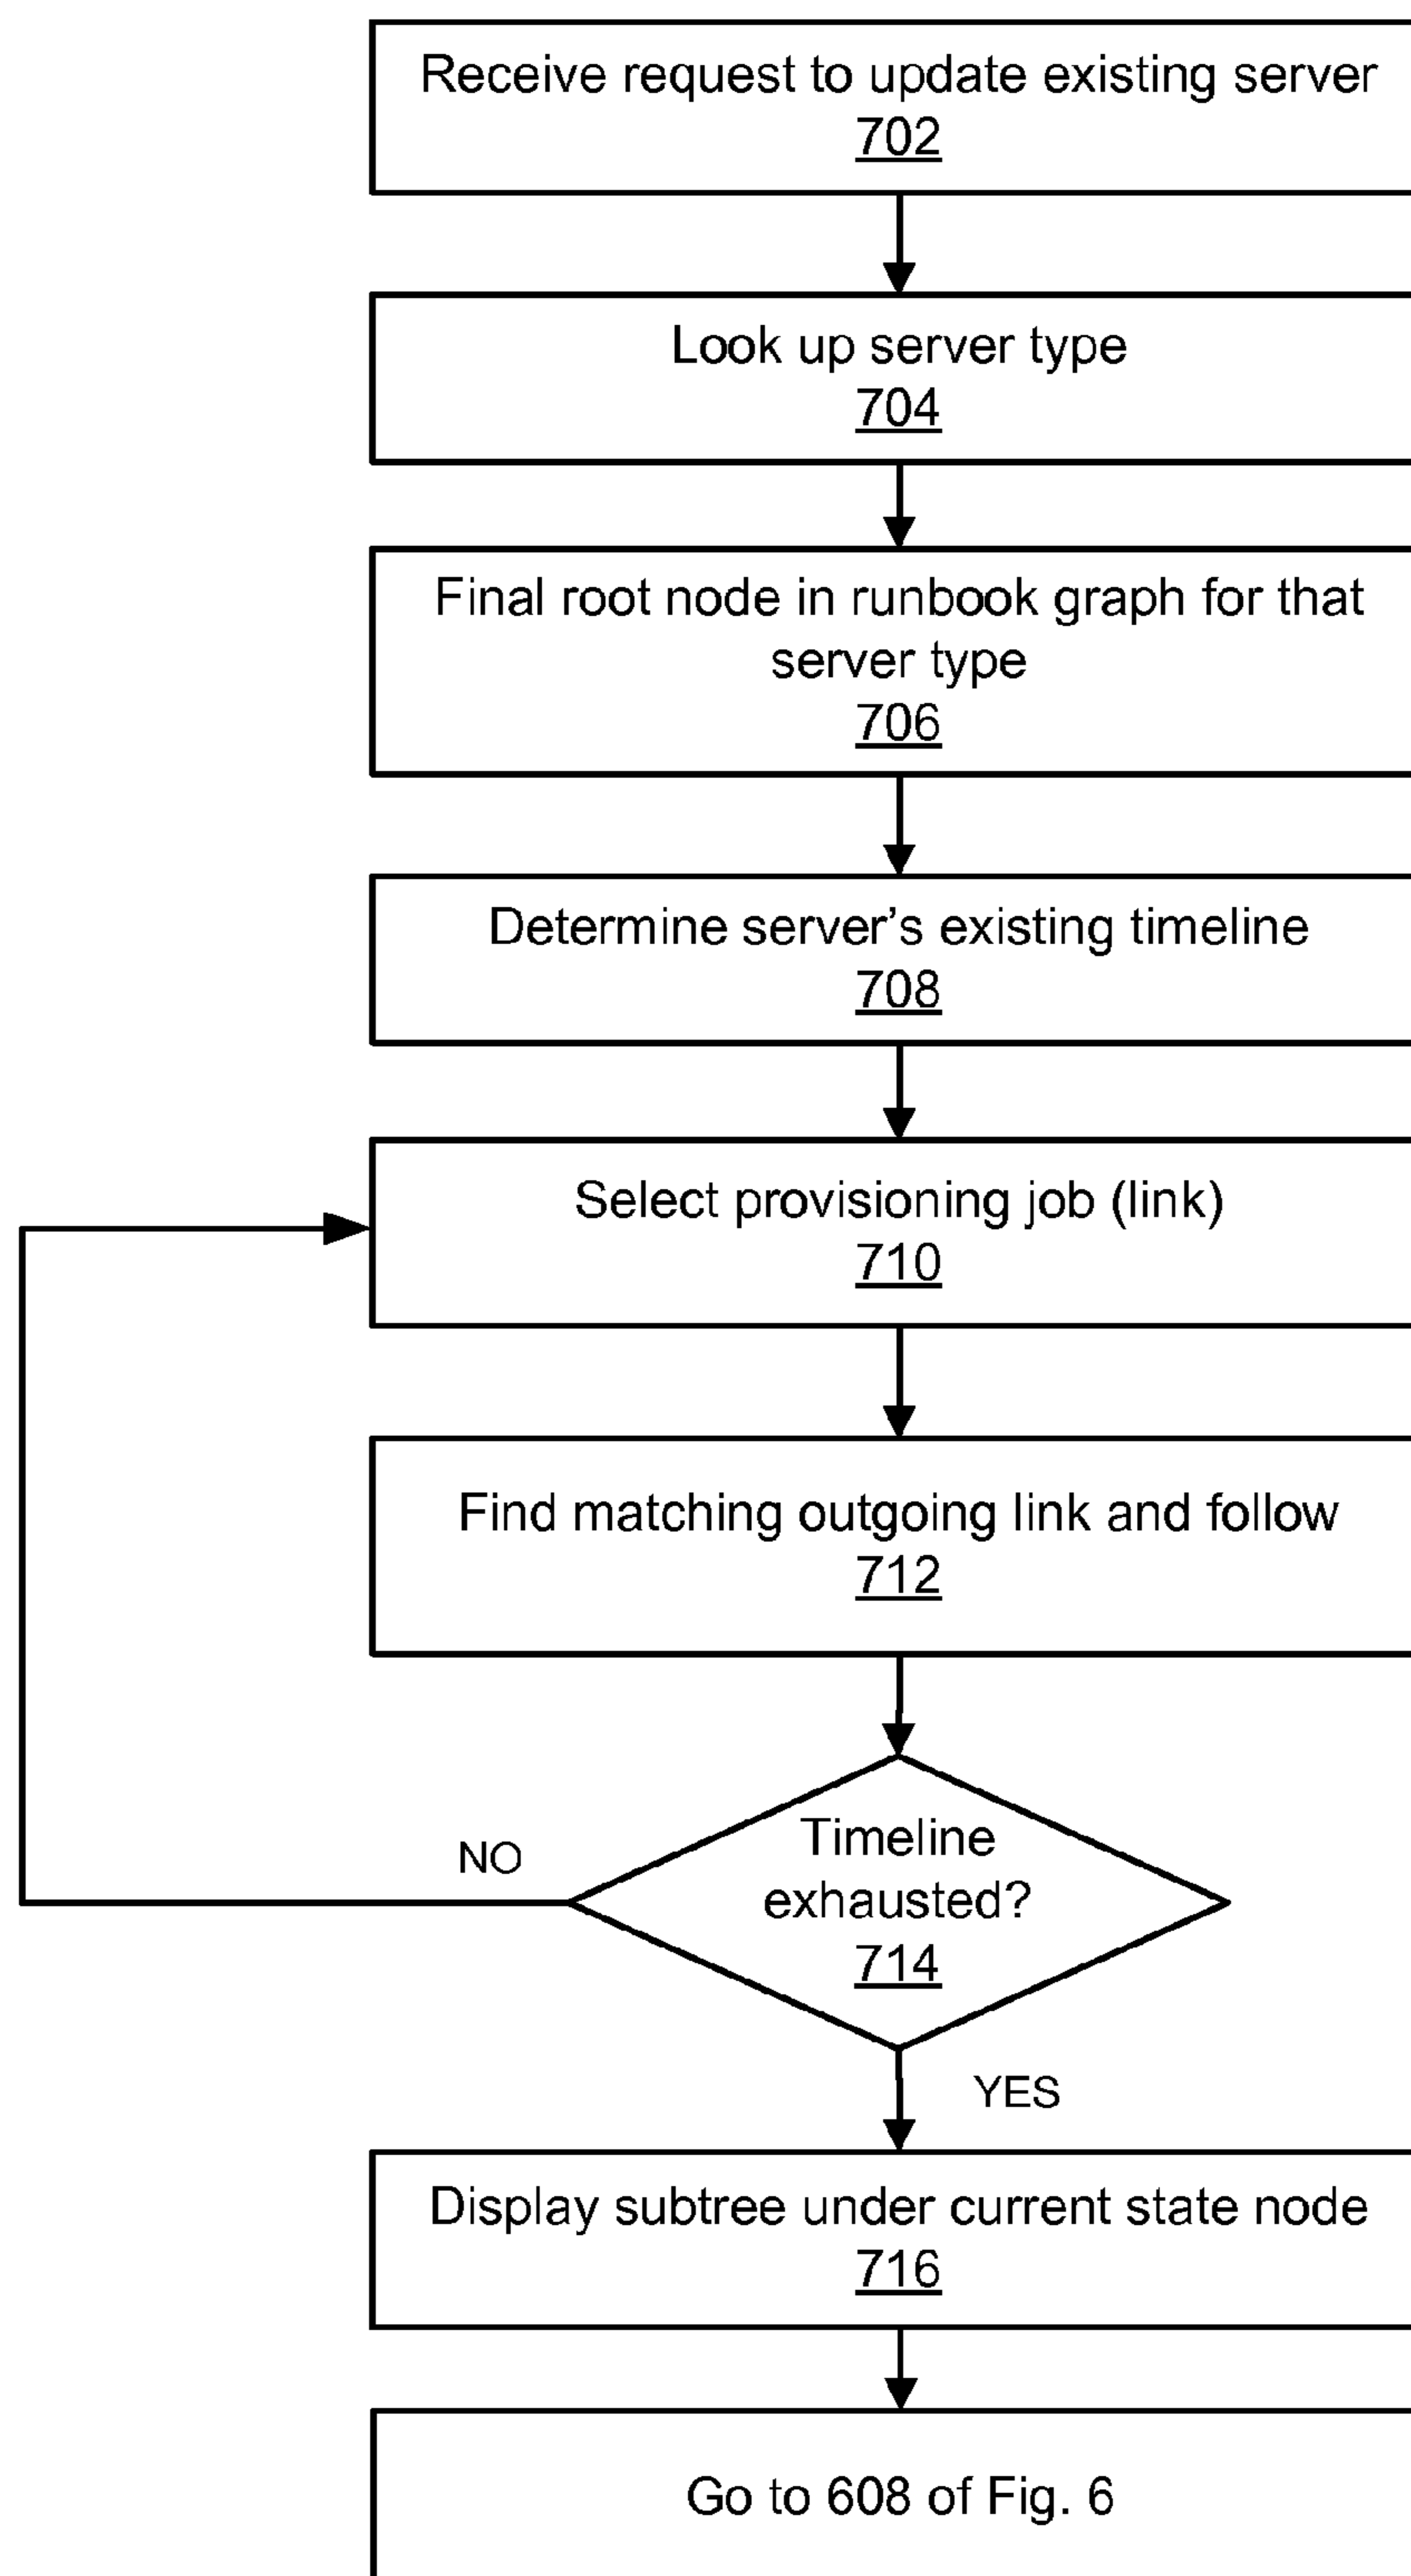 Receive request to update existing server
702
Look up server type
704
Final root node in runbook graph for that
server type
706
Determine server’s existing timeline
708
Select provisioning job (link)
710
Find matching outgoing link and follow
712
Timeline
exhausted?
714
NO
YES
Display subtree under current state node
716
Go to 608 of Fig. 6